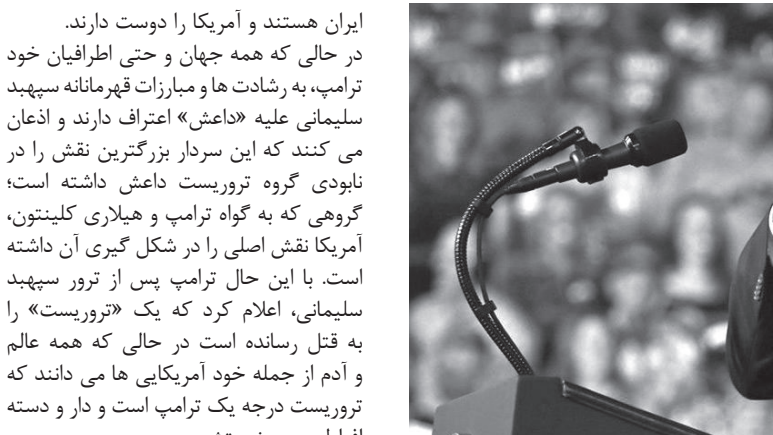 ایران هستند و آمریکا را دوست دارند.
در حالی که همه جهان و حتی اطرافیان خود
ترامپ، به رشادت ها و مبارزات قهرمانانه سپهبد
سلیمانی علیه «داعش» اعتراف دارند و اذعان
می کنند که این سردار بزرگترین نقش را در
نابودی گروه تروریست داعش داشته است؛
گروهی که به گواه ترامپ و هیلاری کلینتون،
آمریکا نقش اصلی را در شکل گیری آن داشته
است. با این حال ترامپ پس از ترور سپهبد
سلیمانی، اعلام کرد که یک «تروریست» را
به قتل رسانده است در حالی که همه عالم
و آدم از جمله خود آمریکایی ها می دانند که
تروریست درجه یک ترامپ است و دار و دسته